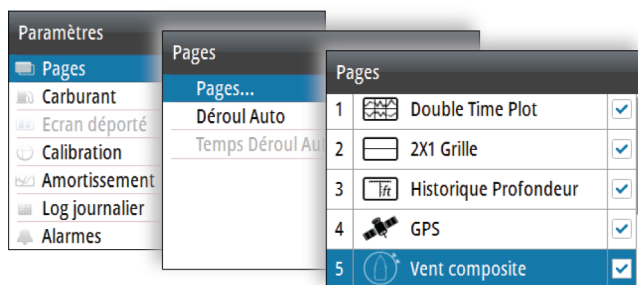 Paramètres
Pages
Carburant
Ecran déporté
Calibration
Amortissement
Log journalier
Alarmes
Pages
Pages...
Déroul Auto
Temps Déroul
Pages
1 Double Time Plot
2 2X1 Grille
3 ft Historique Profondeur
4 GPS
5 Vent composite